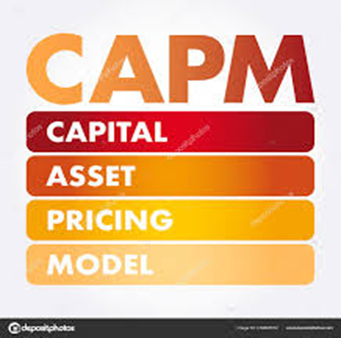 CAPM
CAPITAL
ASSET
PRICING
MODEL
depositphotos